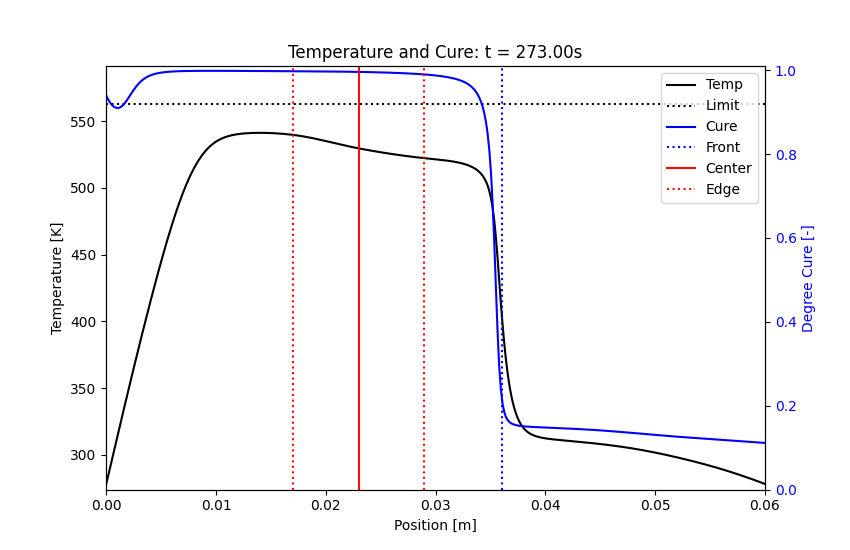 Temperature and Cure: t = 273.00s
Temperature [K]
550
500
450
400
350
300
Temp
Limit
Cure
Front
Center
Edge
1.0
0.8
0.6
0.4
0.2
0.0
Degree Cure [-]
0.00
0.01
0.02
0.03
0.04
0.05
0.06
Position [m]